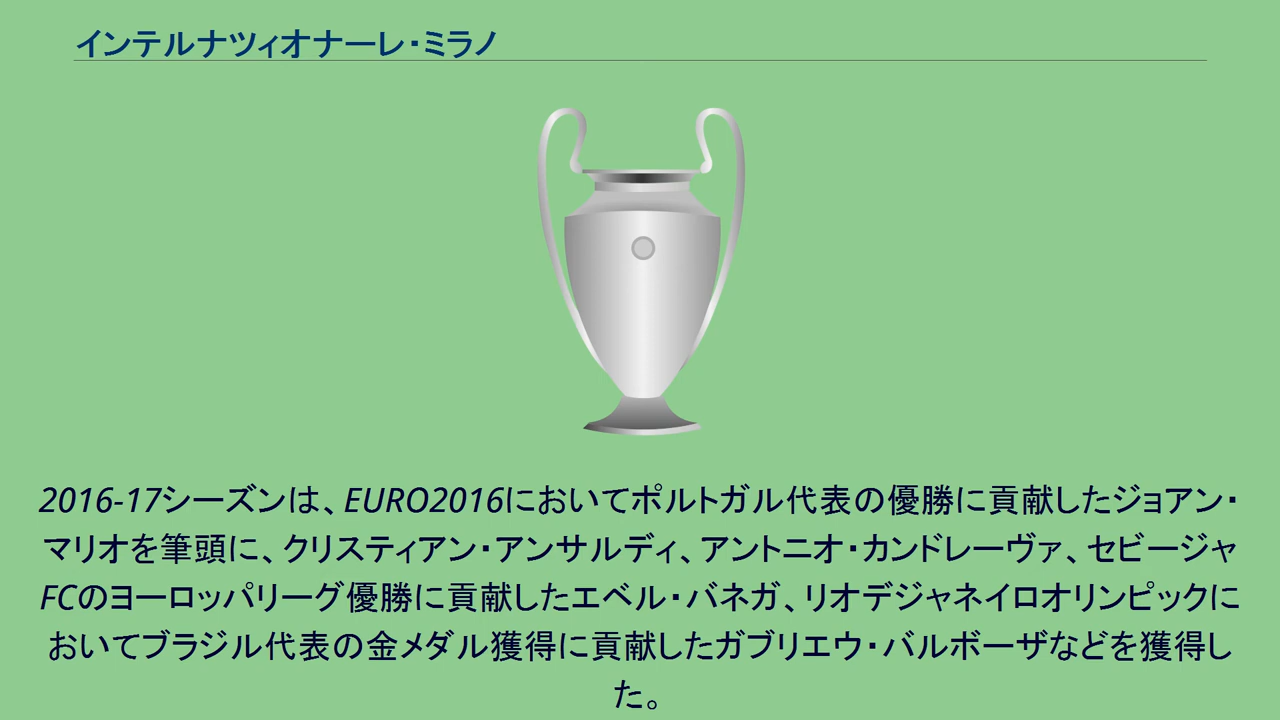 インテルナツィオナーレ・ミラノ
2016-17シーズンは、EURO2016においてポルトガル代表の優勝に貢献したジョアン・
マリオを筆頭に、クリスティアン・アンサルディ、アントニオ・カンドレーヴァ、セビージャ
FCのヨーロッパリーグ優勝に貢献したエベル・バネガ、リオデジャネイロオリンピックに
おいてブラジル代表の金メダル獲得に貢献したガブリエウ・バルボーザなどを獲得し
た。